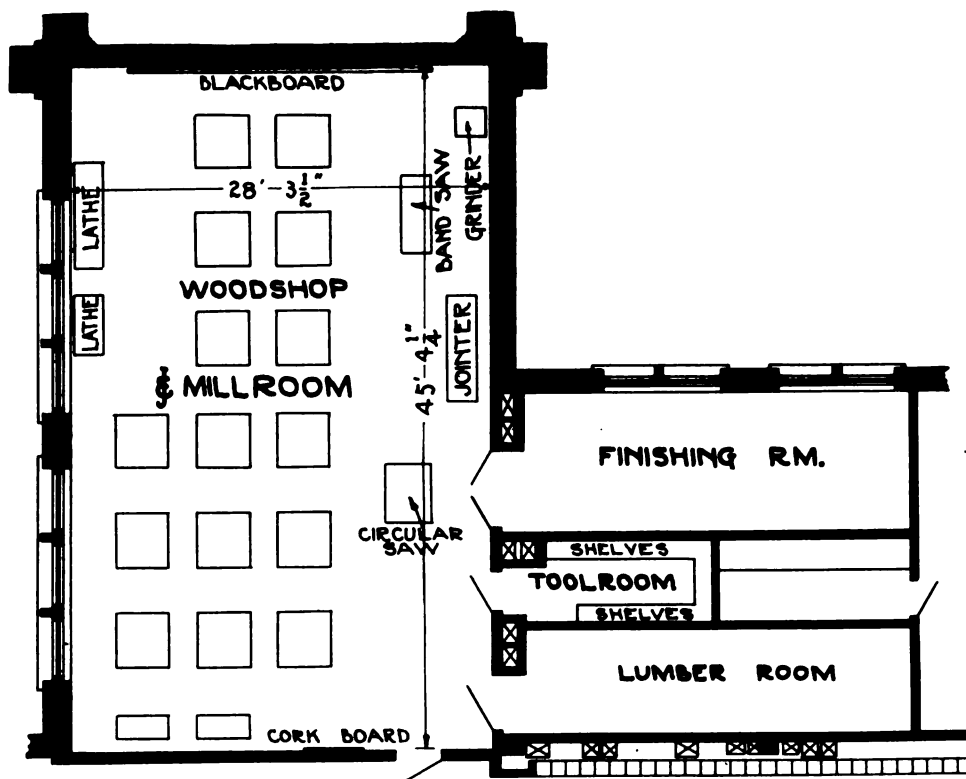 BLACKBOARD
28'-3½"
LATHE
BAND SAW
GRINDER
WOODSHOP
LATHE
45'-4¼"
JOINTER
& MILLROOM
FINISHING RM.
CIRCULAR
SAW
SHELVES
TOOLROOM
SHELVES
LUMBER ROOM
CORK BOARD